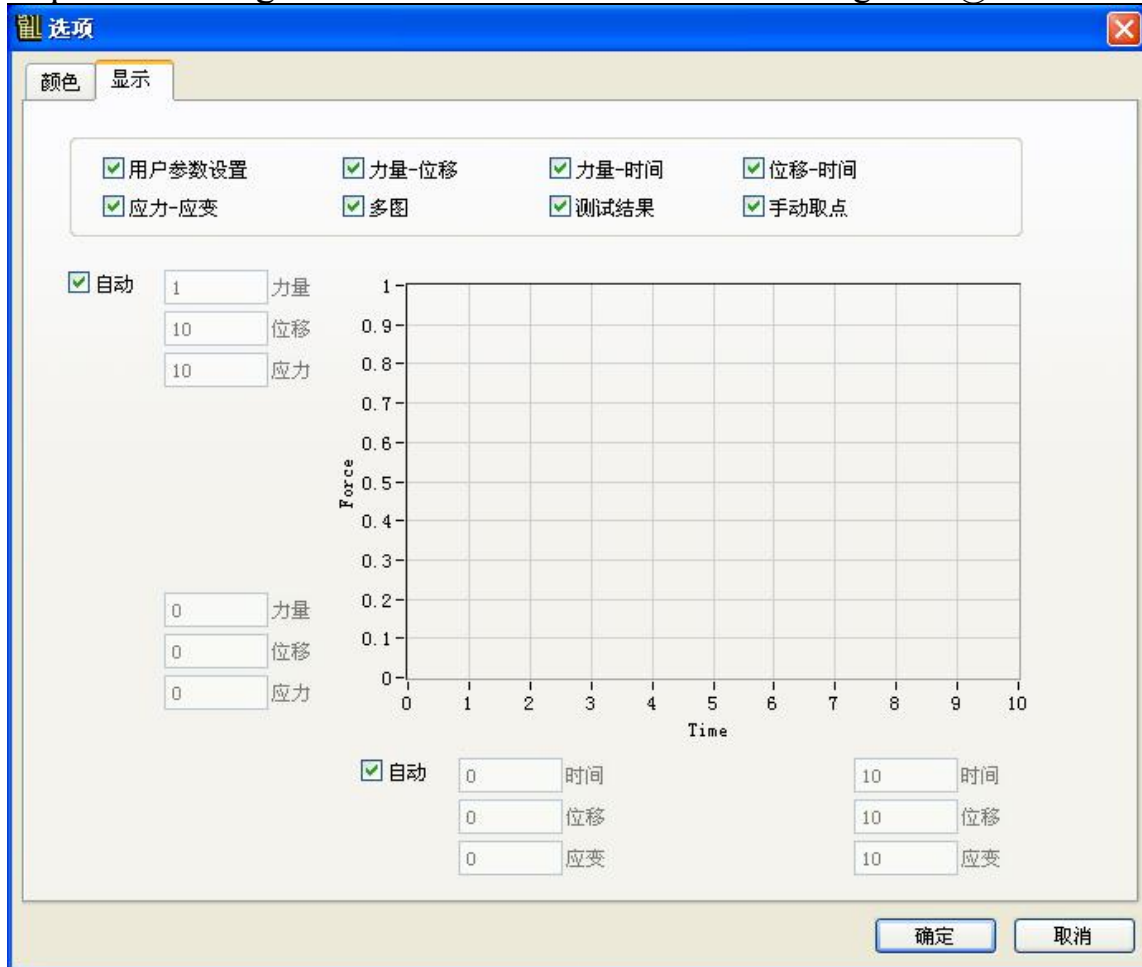 选项
颜色 显示
用户参数设置 力量-位移 力量-时间 位移-时间
应力-应变 多图 测试结果 手动取点
自动 1 力量
10 位移
10 应力
0 力量
0 位移
0 应力
1
0.9
0.8
0.7
0.6
0.5
0.4
0.3
0.2
0.1
0
Force
0 1 2 3 4 5 6 7 8 9 10
Time
自动 0 时间 10 时间
0 位移 10 位移
0 应变 10 应变
确定 取消